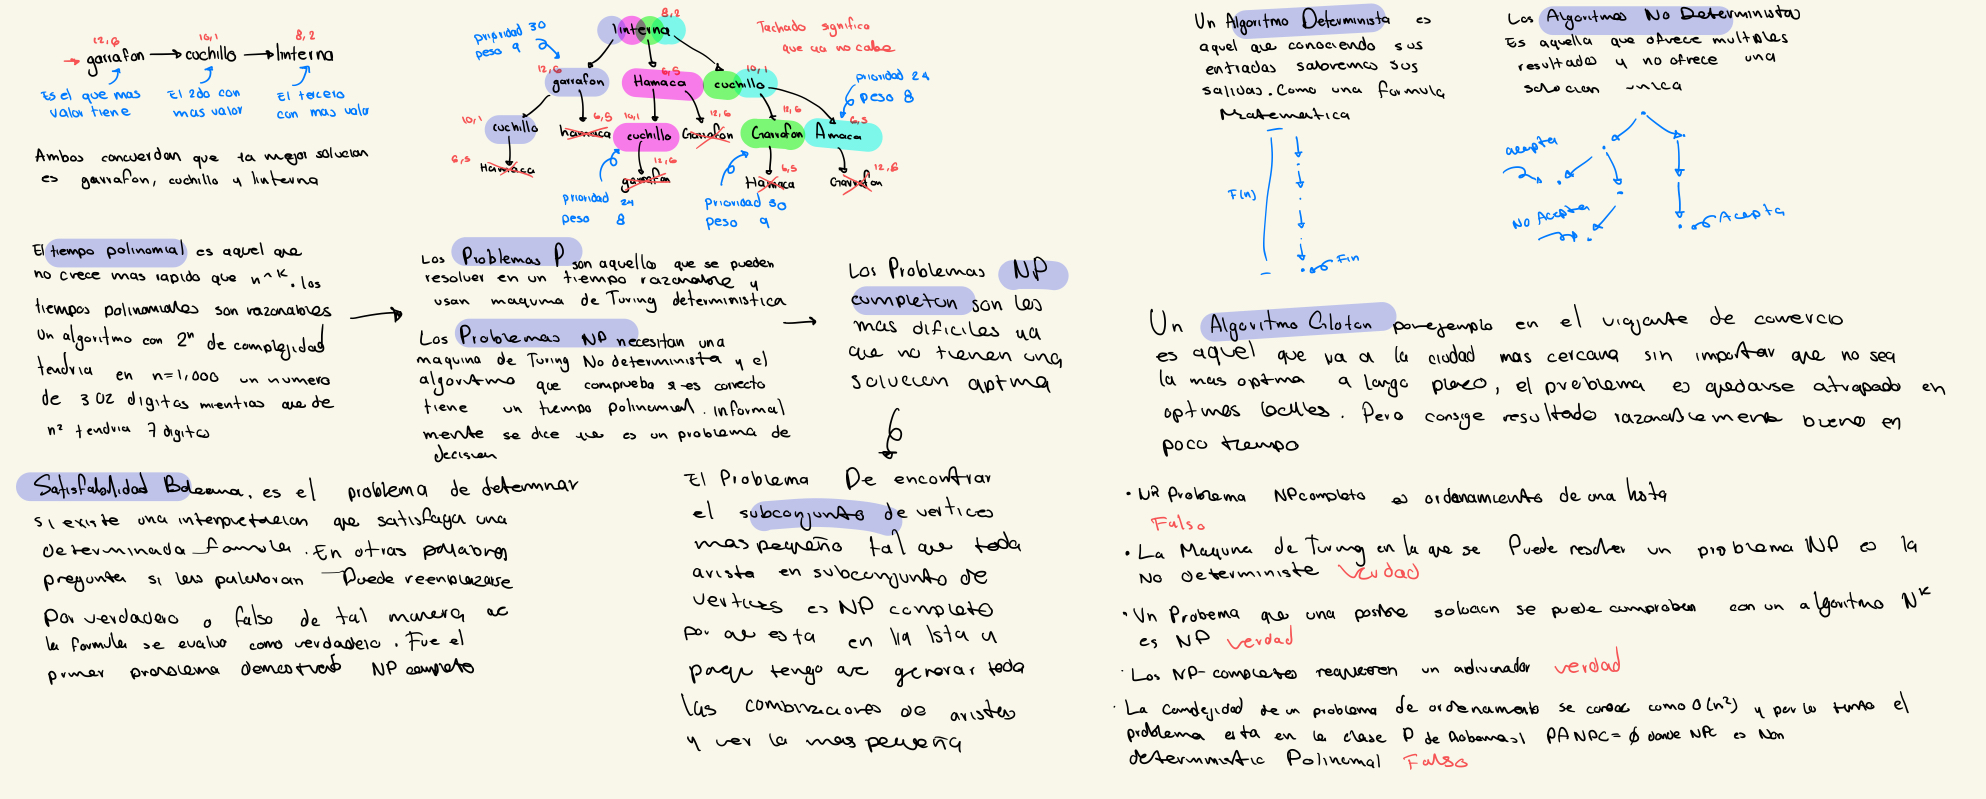 12,6
10,1
8,2
→ garrafon → cuchillo → linterna
Es el que mas
valor tiene
El 2do con
mas valor
El tercero
con mas valor
Ambos concuerdan que la mejor solucion
es garrafon, cuchillo y linterna
8,2
linterna
prioridad 30
peso 9
Tachado significa
que ya no cabe
12,6
garrafon
6,5
Hamaca
10,1
cuchillo
prioridad 24
peso 8
10,1
cuchillo
6,5
hamaca
10,1
cuchillo
12,6
Garrafon
12,6
Garrafon
6,5
Amaca
6,5
Hamaca
12,6
garrafon
6,5
Hamaca
12,6
Garrafon
prioridad 24
peso 8
prioridad 30
peso 9
Un Algoritmo Determinista es
aquel que conociendo sus
entradas sabremos sus
salidas. Como una formula
Matematica
F(n)
Fin
Los Algoritmos No Deterministas
Es aquella que ofrece multiples
resultados y no ofrece una
solucion unica
acepta
No Acepta
Acepta
El tiempo polinomial es aquel que
no crece mas rapido que n^k. los
tiempos polinomiales son razonables
Un algoritmo con 2ⁿ de complejidad
tendria en n=1,000 un numero
de 302 digitos mientras que de
n² tendria 7 digitos
Los Problemas P son aquellos que se pueden
resolver en un tiempo razonable y
usan maquina de Turing deterministica
Los Problemas NP necesitan una
maquina de Turing No determinista y el
algoritmo que comprueba si es correcto
tiene un tiempo polinomial. informal
mente se dice que es un problema de
decision
Los Problemas NP
completon son los
mas dificiles ya
que no tienen una
solucion optima
El Problema De encontrar
el subconjunto de vertices
mas pequeño tal que toda
arista en subconjunto de
vertices es NP completo
por que esta en la lista y
porque tengo que generar toda
las combinaciones de aristas
y ver la mas pequeña
Satisfabilidad Boleana, es el problema de determinar
si existe una interpretacion que satisfaga una
determinada formula. En otras palabras
pregunta si les palabran Puede reemplazarse
Por verdadero o falso de tal manera que
la formula se evalue como verdadero. Fue el
primer problema demostrado NP completo
Un Algoritmo Gloton por ejemplo en el viajante de comercio
es aquel que va a la ciudad mas cercana sin importar que no sea
la mas optma a largo plazo, el problema es quedarse atrapado en
optmos locales. Pero consige resultado razonablemente bueno en
poco tiempo
• Un Problema NPcompleto es ordenamiento de una lista
Falso
• La Maquina de Turing en la que se Puede resolver un problema NP es la
No deterministe Verdad
• Un Probema que una posible solucion se puede comproban con un algoritmo N^k
es NP verdad
· Los NP-completos requieren un adivinador verdad
· La complejidad de un problema de ordenamiento se conoce como O(n²) y por lo tanto el
problema esta en la clase P de Problemas, P∧NPC=∅ donde NPC es Non
deterministic Polinomal Falso